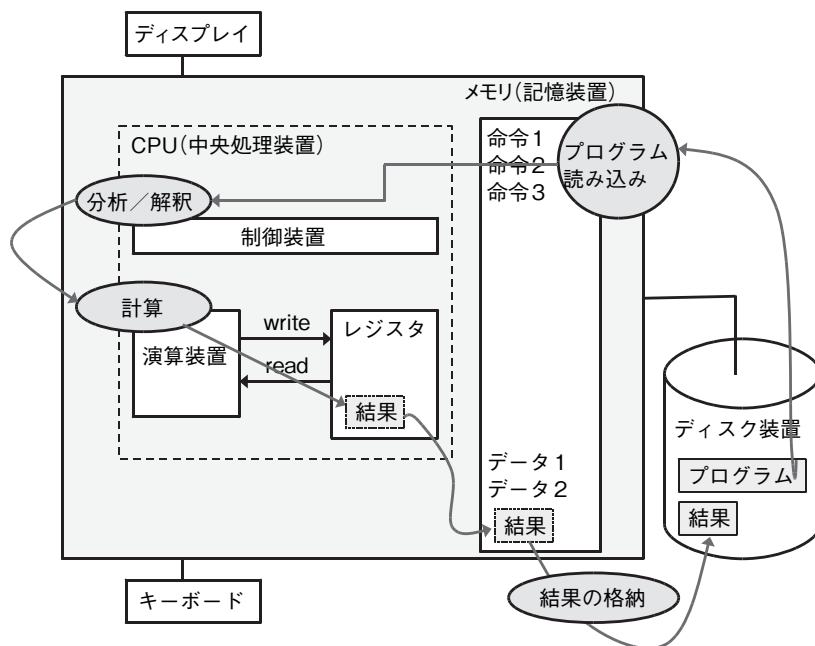 ディスプレイ
メモリ（記憶装置）
CPU（中央処理装置）
命令１
命令２
命令３
プログラム
読み込み
分析／解釈
制御装置
計算
write
レジスタ
演算装置
read
結果
ディスク装置
プログラム
結果
データ１
データ２
結果
キーボード
結果の格納